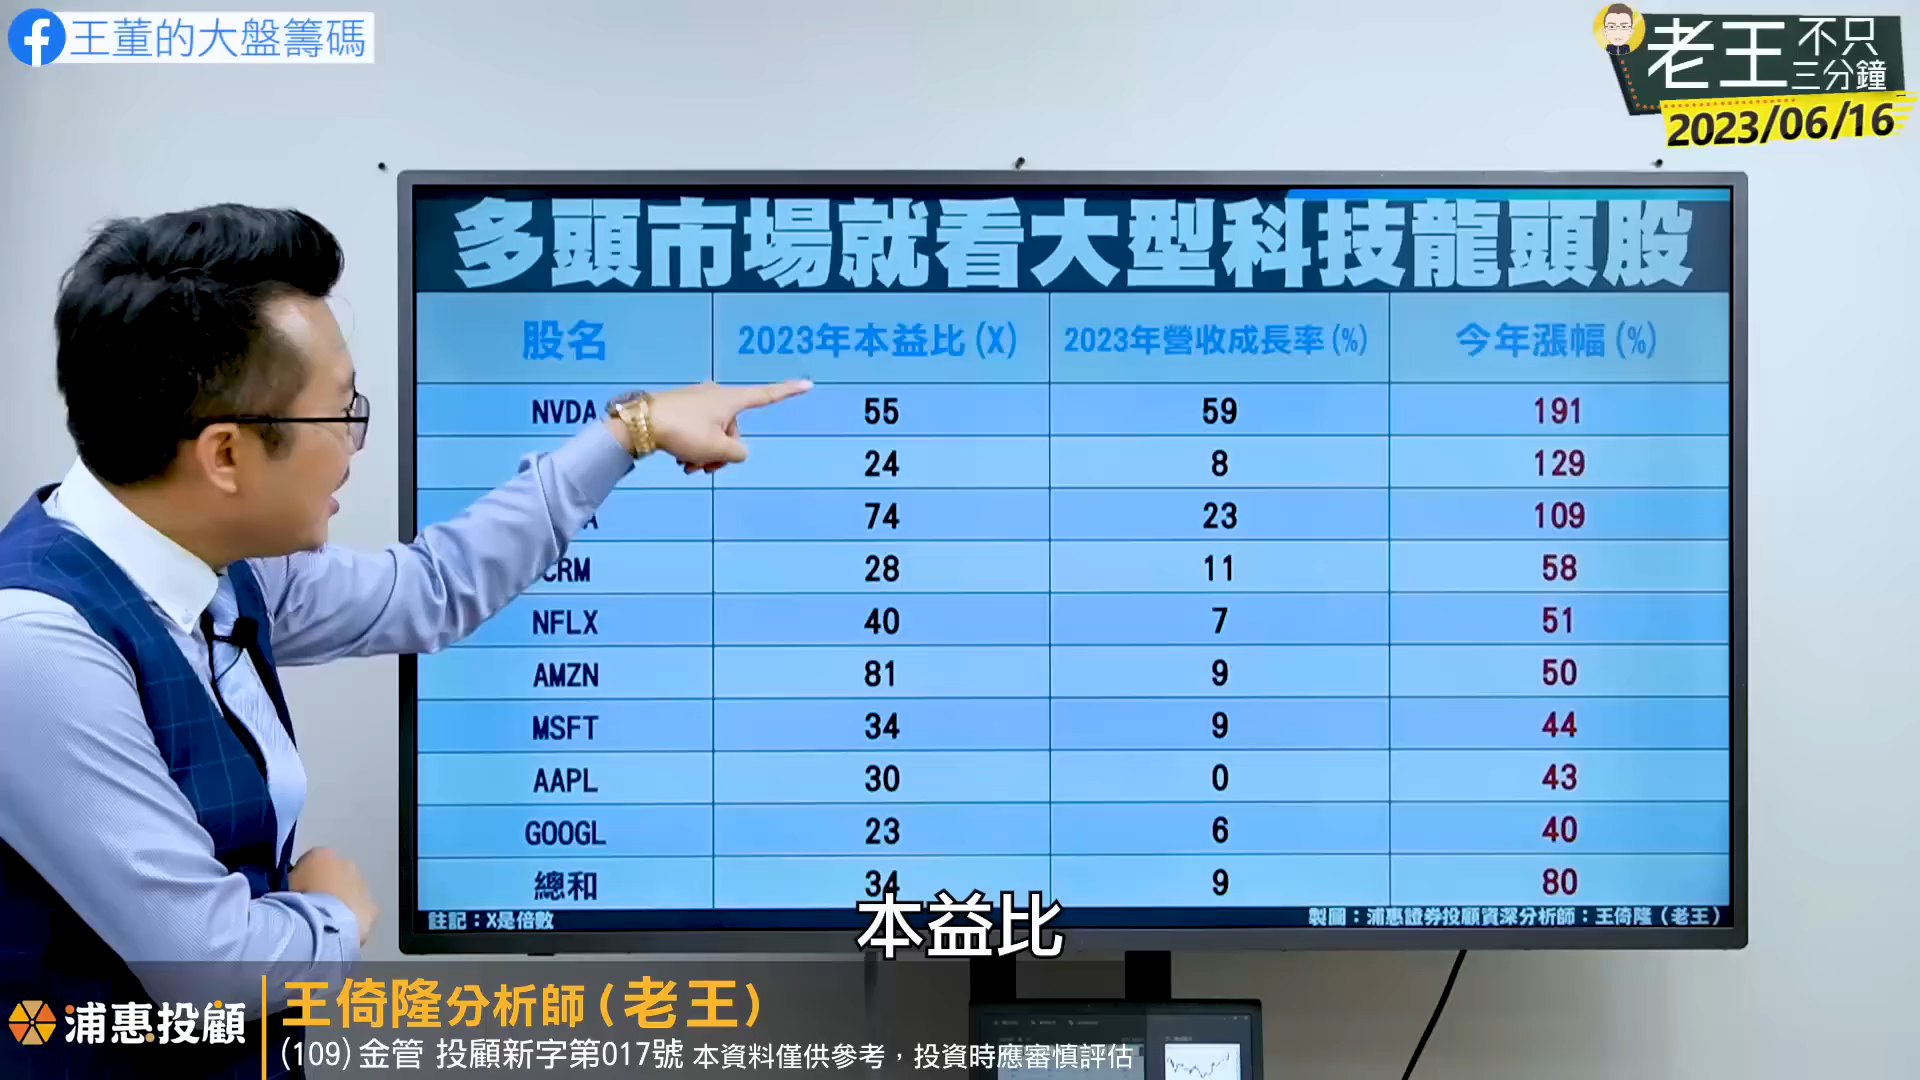 王董的大盤籌碼
老王不只三分鐘
2023/06/16
多頭市場就看大型科技龍頭股
股名 2023年本益比(X) 2023年營收成長率(%) 今年漲幅(%)
NVDA 55 59 191
24 8 129
A 74 23 109
CRM 28 11 58
NFLX 40 7 51
AMZN 81 9 50
MSFT 34 9 44
AAPL 30 0 43
GOOGL 23 6 40
總和 34 9 80
註記：X是倍數 製圖：浦惠證券投顧資深分析師：王倚隆（老王）
本益比
浦惠投顧
王倚隆分析師(老王)
(109)金管 投顧新字第017號 本資料僅供參考，投資時應審慎評估